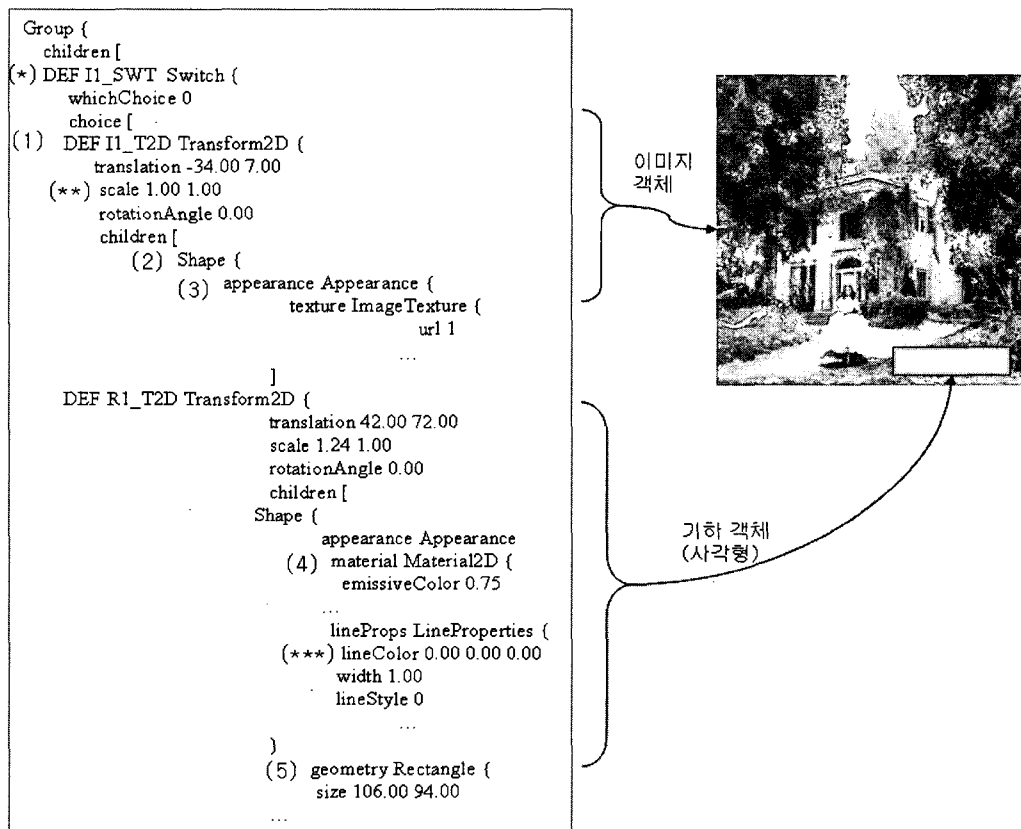 Group {
children [
(*) DEF I1_SWT Switch {
whichChoice 0
choice [
(1) DEF I1_T2D Transform2D {
translation -34.00 7.00
(**) scale 1.00 1.00
rotationAngle 0.00
children [
(2) Shape {
(3) appearance Appearance {
texture ImageTexture {
url 1
...
]
DEF R1_T2D Transform2D {
translation 42.00 72.00
scale 1.24 1.00
rotationAngle 0.00
children [
Shape {
appearance Appearance
(4) material Material2D {
emissiveColor 0.75
...
lineProps LineProperties {
(***) lineColor 0.00 0.00 0.00
width 1.00
lineStyle 0
...
}
(5) geometry Rectangle {
size 106.00 94.00
...
이미지
객체
기하 객체
(사각형)